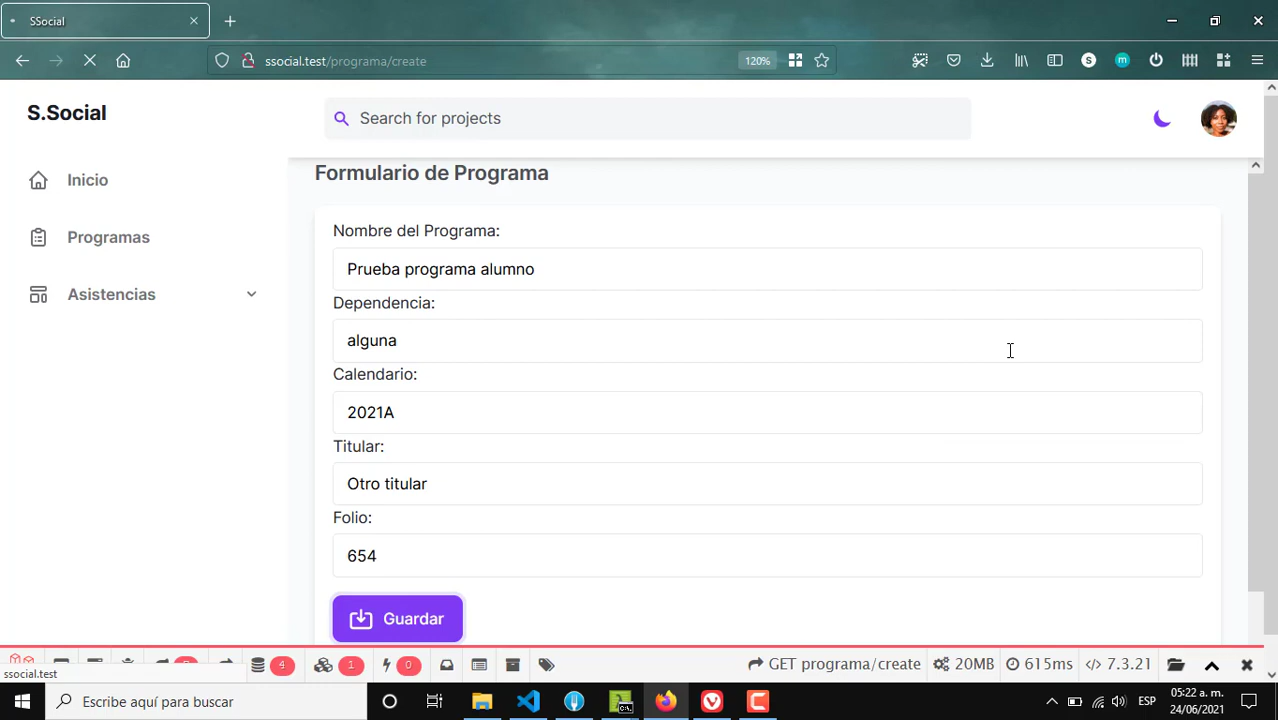 SSocial
ssocial.test/programa/create
120%
S.Social
Search for projects
Inicio
Programas
Asistencias
Formulario de Programa
Nombre del Programa:
Prueba programa alumno
Dependencia:
alguna
Calendario:
2021A
Titular:
Otro titular
Folio:
654
Guardar
4
1
0
GET programa/create
20MB
615ms
7.3.21
ssocial.test
Escribe aquí para buscar
ESP
05:22 a. m.
24/06/2021